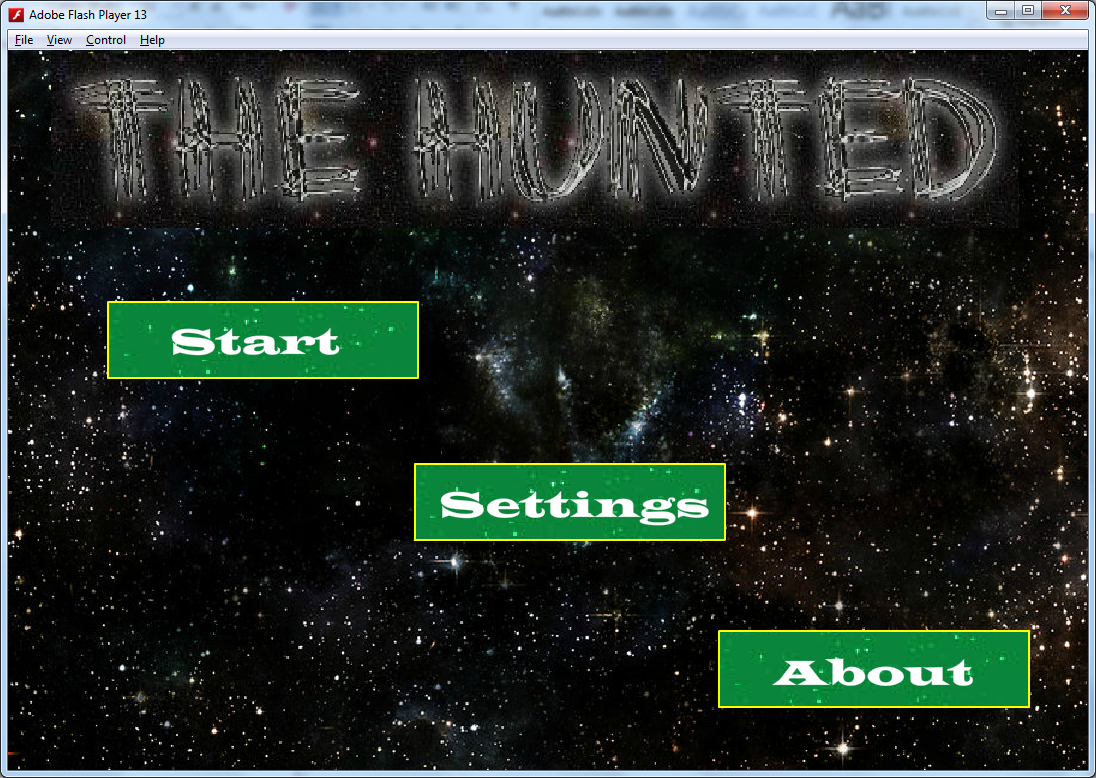 Adobe Flash Player 13
File View Control Help
THE HUNTED
Start
Settings
About